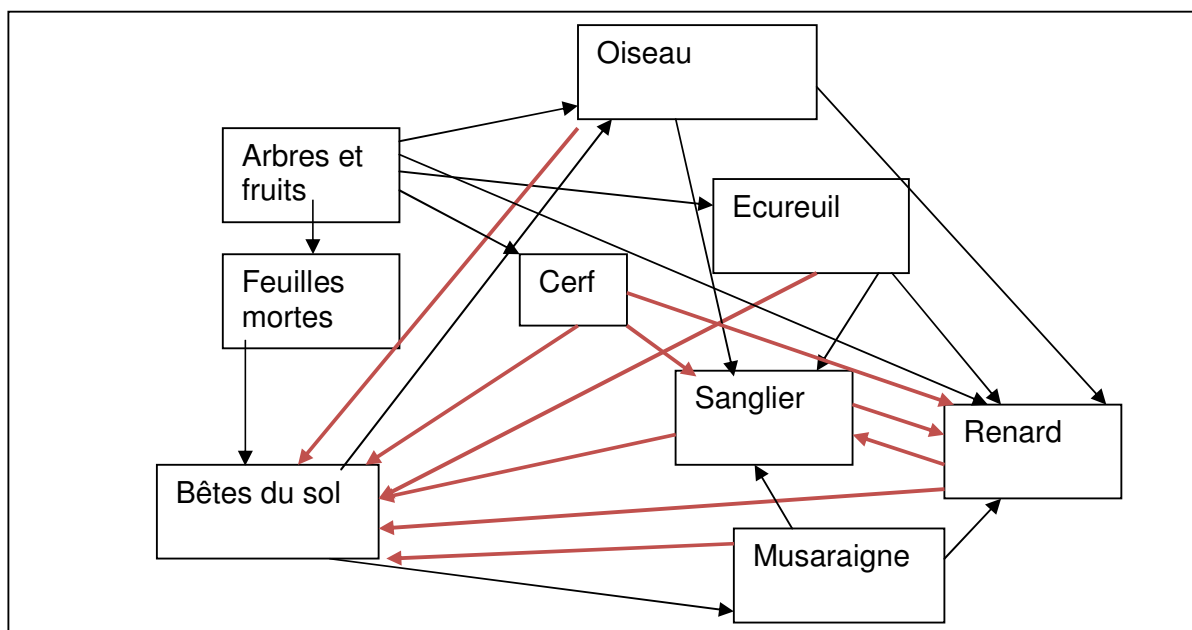 Oiseau
Arbres et
fruits
Ecureuil
Feuilles
mortes
Cerf
Sanglier
Renard
Bêtes du sol
Musaraigne